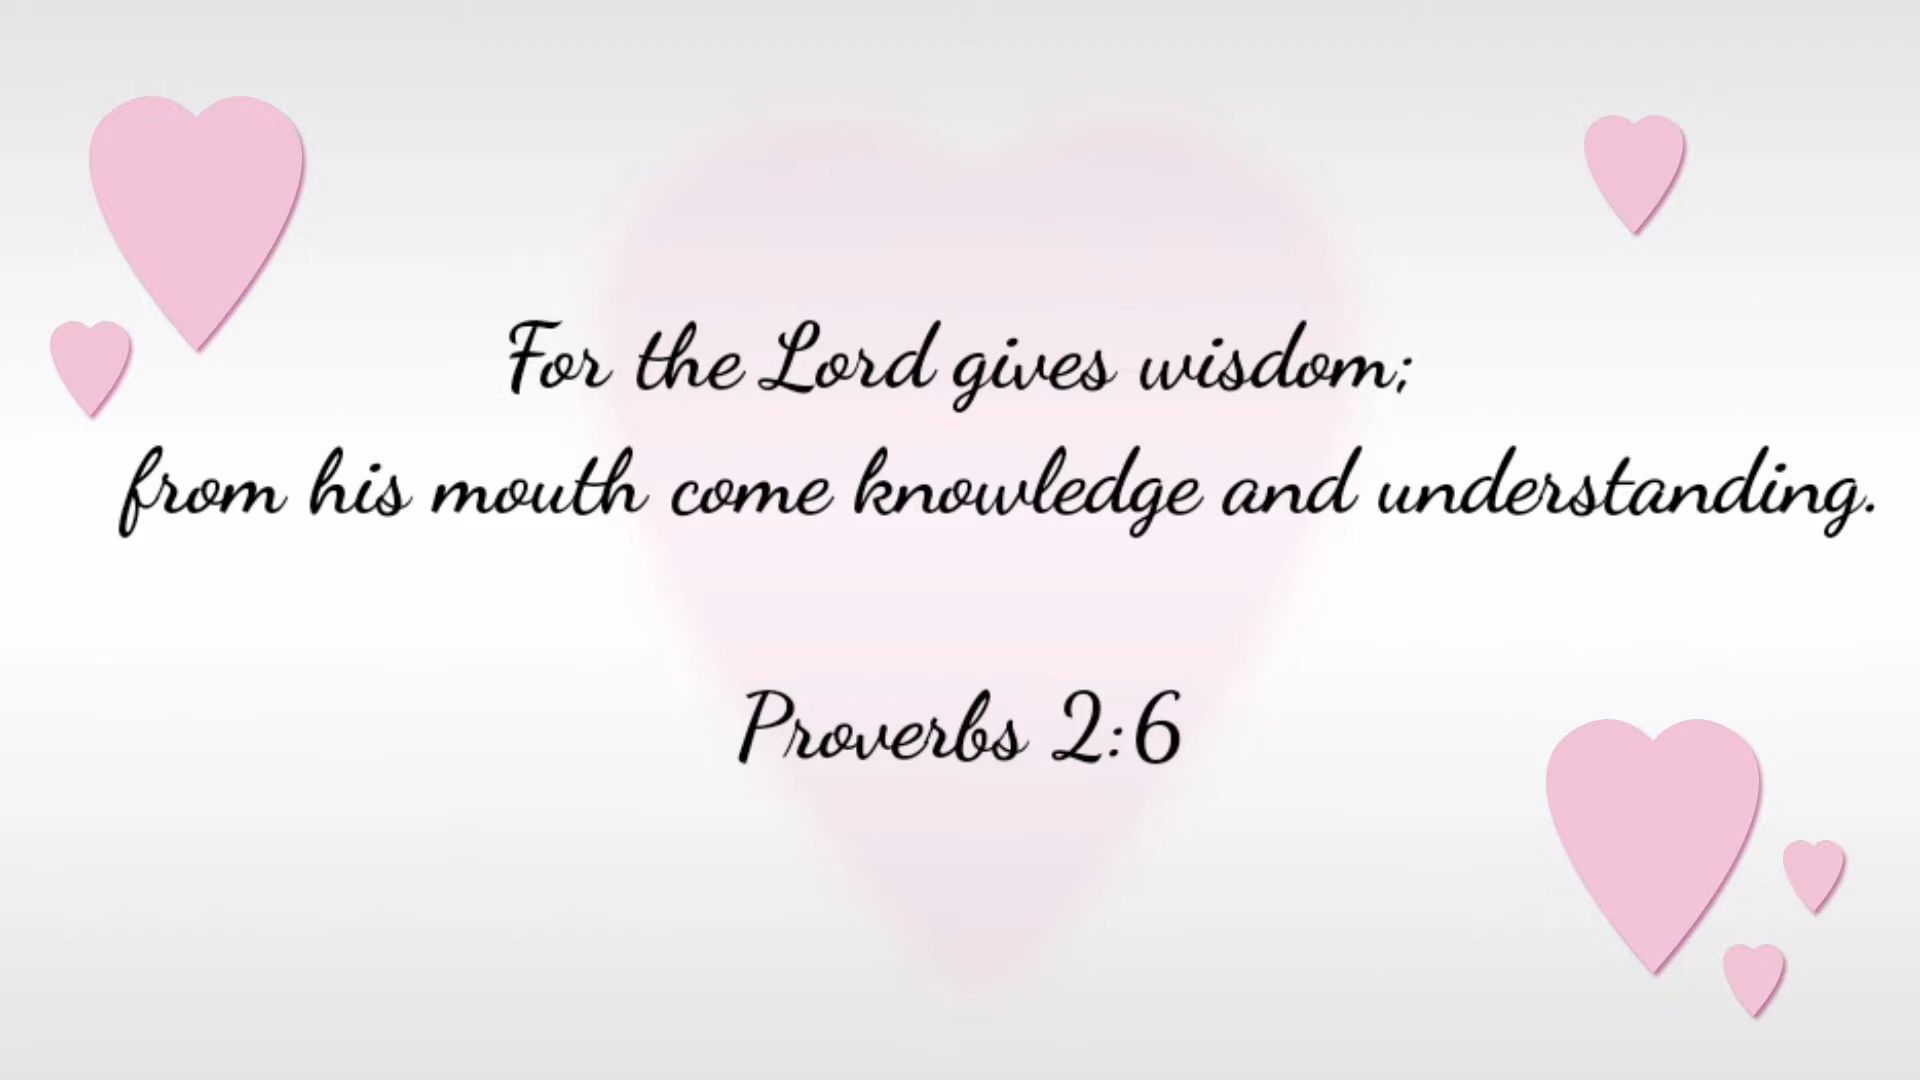 For the Lord gives wisdom;
from his mouth come knowledge and understanding.
Proverbs 2:6